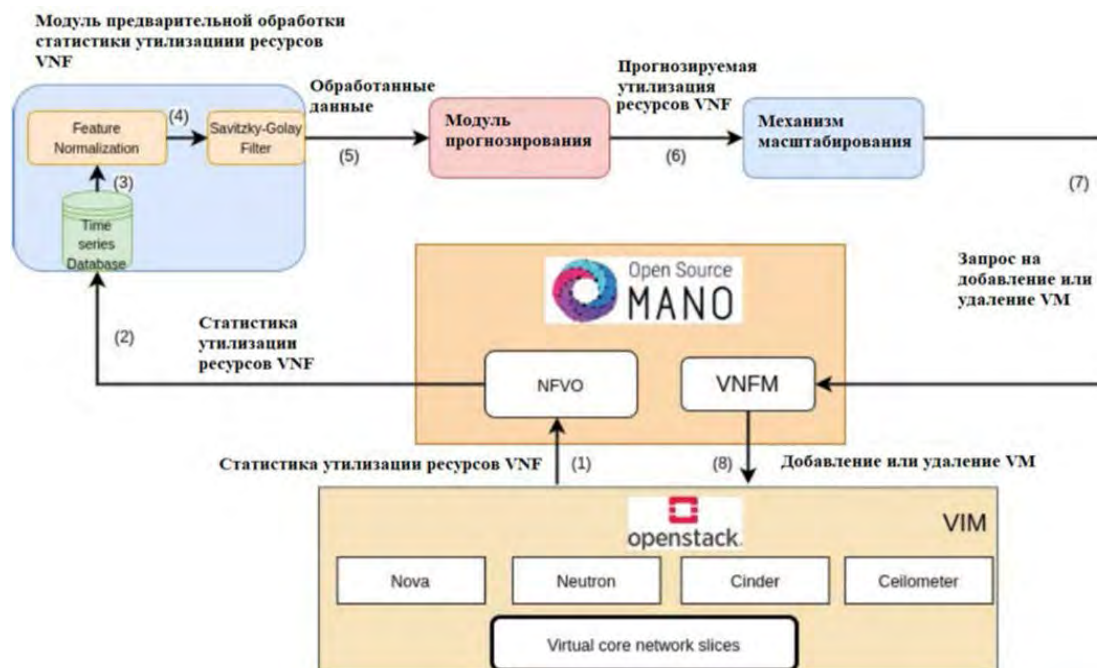 Модуль предварительной обработки
статистики утилизациии ресурсов
VNF
Feature
Normalization
(4)
Savitzky-Golay
Filter
(3)
Time
series
Database
Обработанные
данные
(5)
Модуль
прогнозирования
Прогнозируемая
утилизация
ресурсов VNF
(6)
Механизм
масштабирования
(7)
Запрос на
добавление или
удаление VM
Open Source
MANO
(2)
Статистика
утилизации
ресурсов VNF
NFVO
VNFM
Статистика утилизации ресурсов VNF
(1)
(8)
Добавление или удаление VM
openstack.
VIM
Nova
Neutron
Cinder
Ceilometer
Virtual core network slices